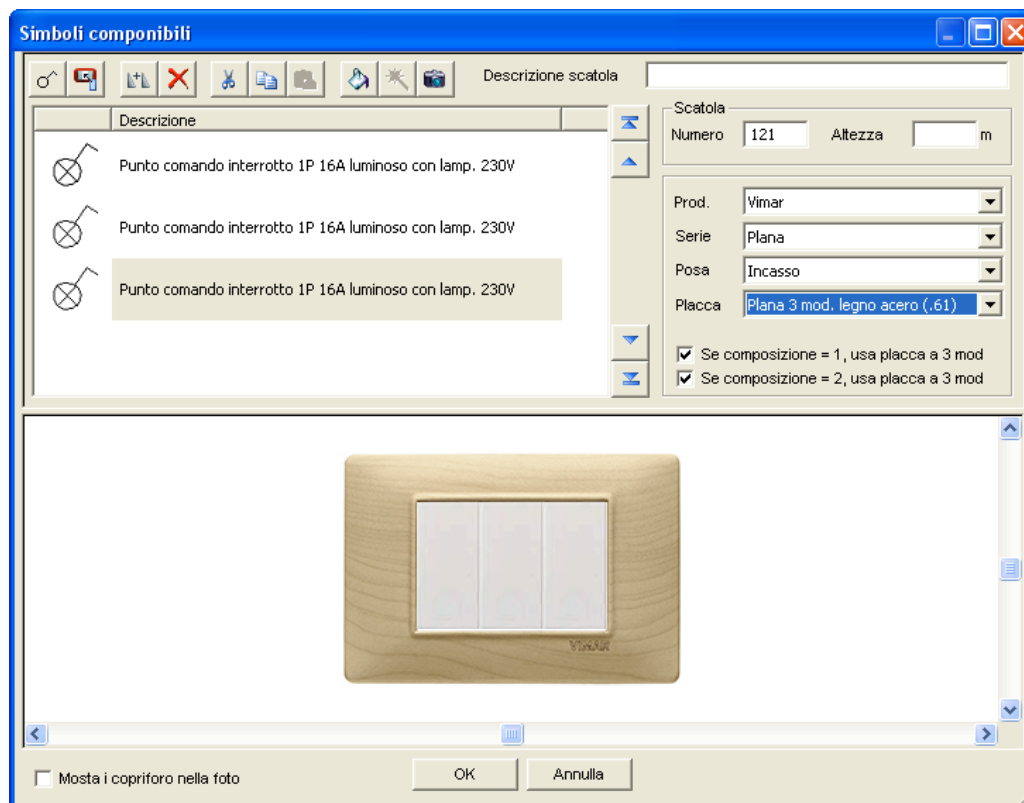 Simboli componibili
Descrizione scatola
Descrizione
Punto comando interrotto 1P 16A luminoso con lamp. 230V
Punto comando interrotto 1P 16A luminoso con lamp. 230V
Punto comando interrotto 1P 16A luminoso con lamp. 230V
Scatola
Numero 121 Altezza m
Prod. Vimar
Serie Plana
Posa Incasso
Placca Plana 3 mod. legno acero (.61)
Se composizione = 1, usa placca a 3 mod
Se composizione = 2, usa placca a 3 mod
VIMAR
Mosta i copriforo nella foto
OK
Annulla